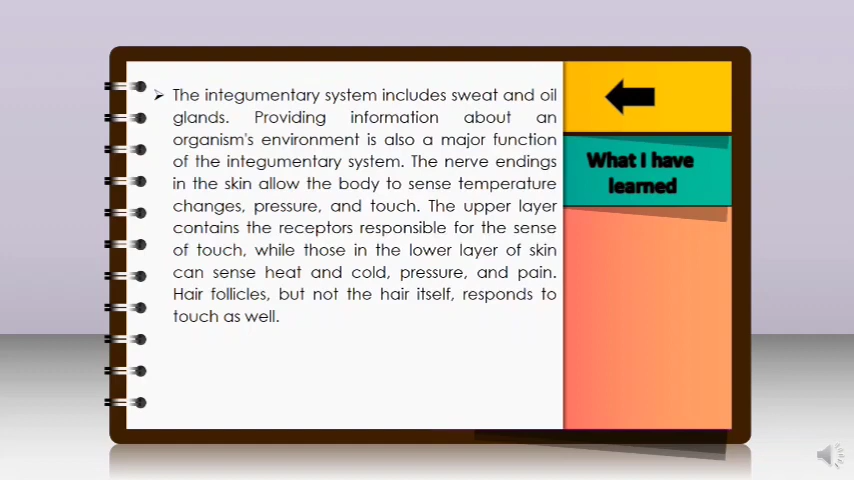 The integumentary system includes sweat and oil
glands. Providing information about an
organism's environment is also a major function
of the integumentary system. The nerve endings
in the skin allow the body to sense temperature
changes, pressure, and touch. The upper layer
contains the receptors responsible for the sense
of touch, while those in the lower layer of skin
can sense heat and cold, pressure, and pain.
Hair follicles, but not the hair itself, responds to
touch as well.
What I have
learned